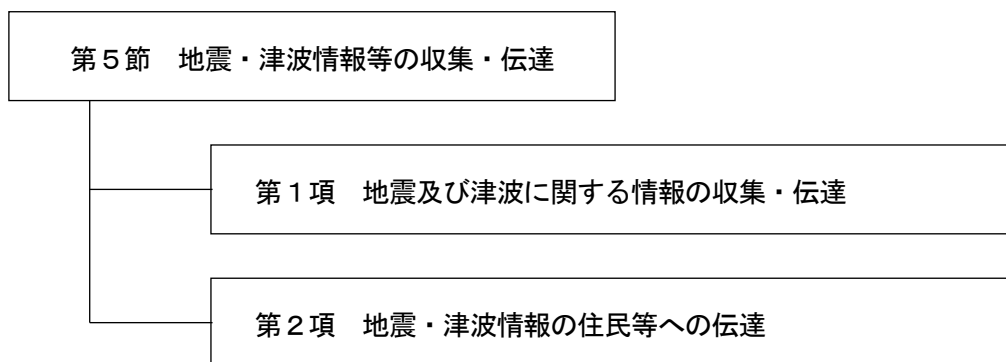 第5節　地震・津波情報等の収集・伝達
第1項　地震及び津波に関する情報の収集・伝達
第2項　地震・津波情報の住民等への伝達